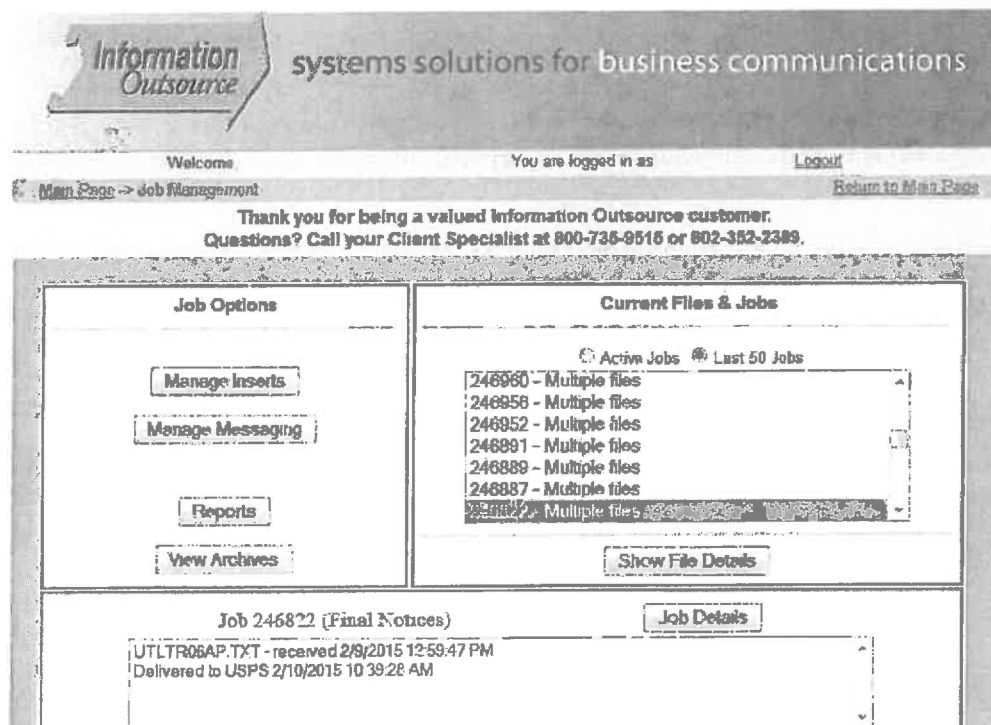 Information Outsource
systems solutions for business communications
Welcome You are logged in as Logout
Main Page -> Job Management Return to Main Page
Thank you for being a valued Information Outsource customer.
Questions? Call your Client Specialist at 800-735-9515 or 602-352-2389.
Job Options
Manage Inserts
Manage Messaging
Reports
View Archives
Current Files & Jobs
Active Jobs Last 50 Jobs
246960 - Multiple files
246956 - Multiple files
246952 - Multiple files
246891 - Multiple files
246889 - Multiple files
246887 - Multiple files
246822 - Multiple files
Show File Details
Job 246822 (Final Notices) Job Details
UTLTR06AP.TXT - received 2/9/2015 12:59:47 PM
Delivered to USPS 2/10/2015 10:39:28 AM